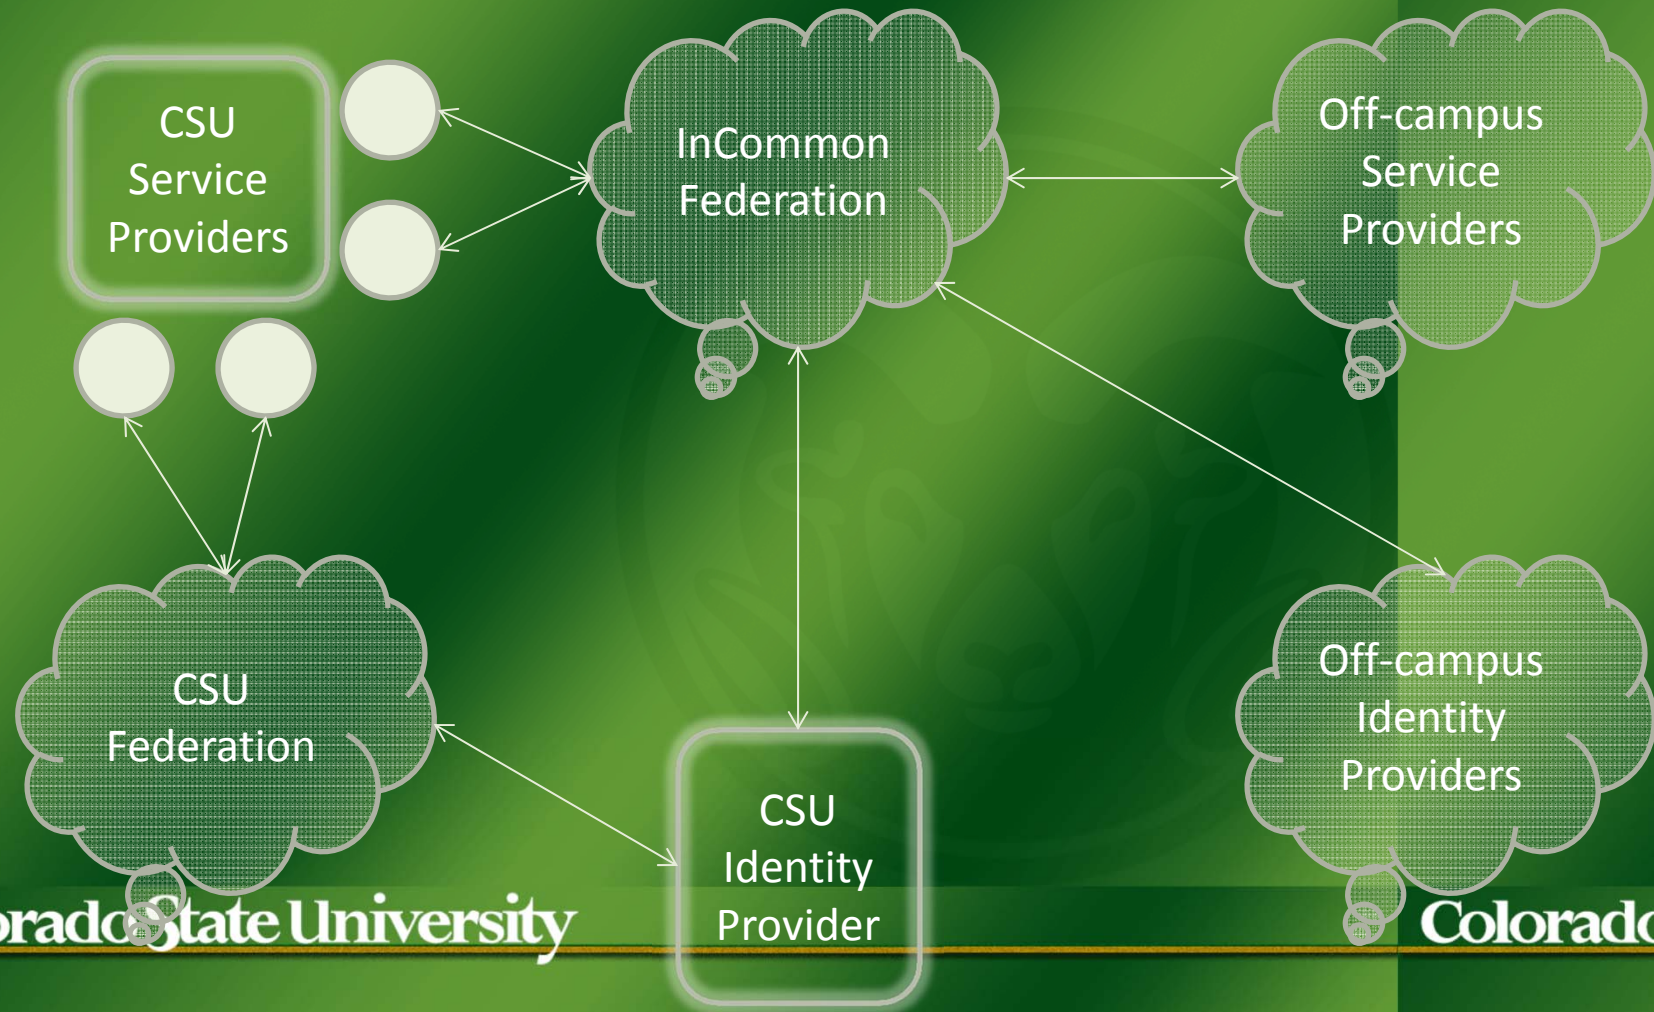 CSU
Service
Providers
InCommon
Federation
Off-campus
Service
Providers
CSU
Federation
CSU
Identity
Provider
Off-campus
Identity
Providers
orado State University
Colorado